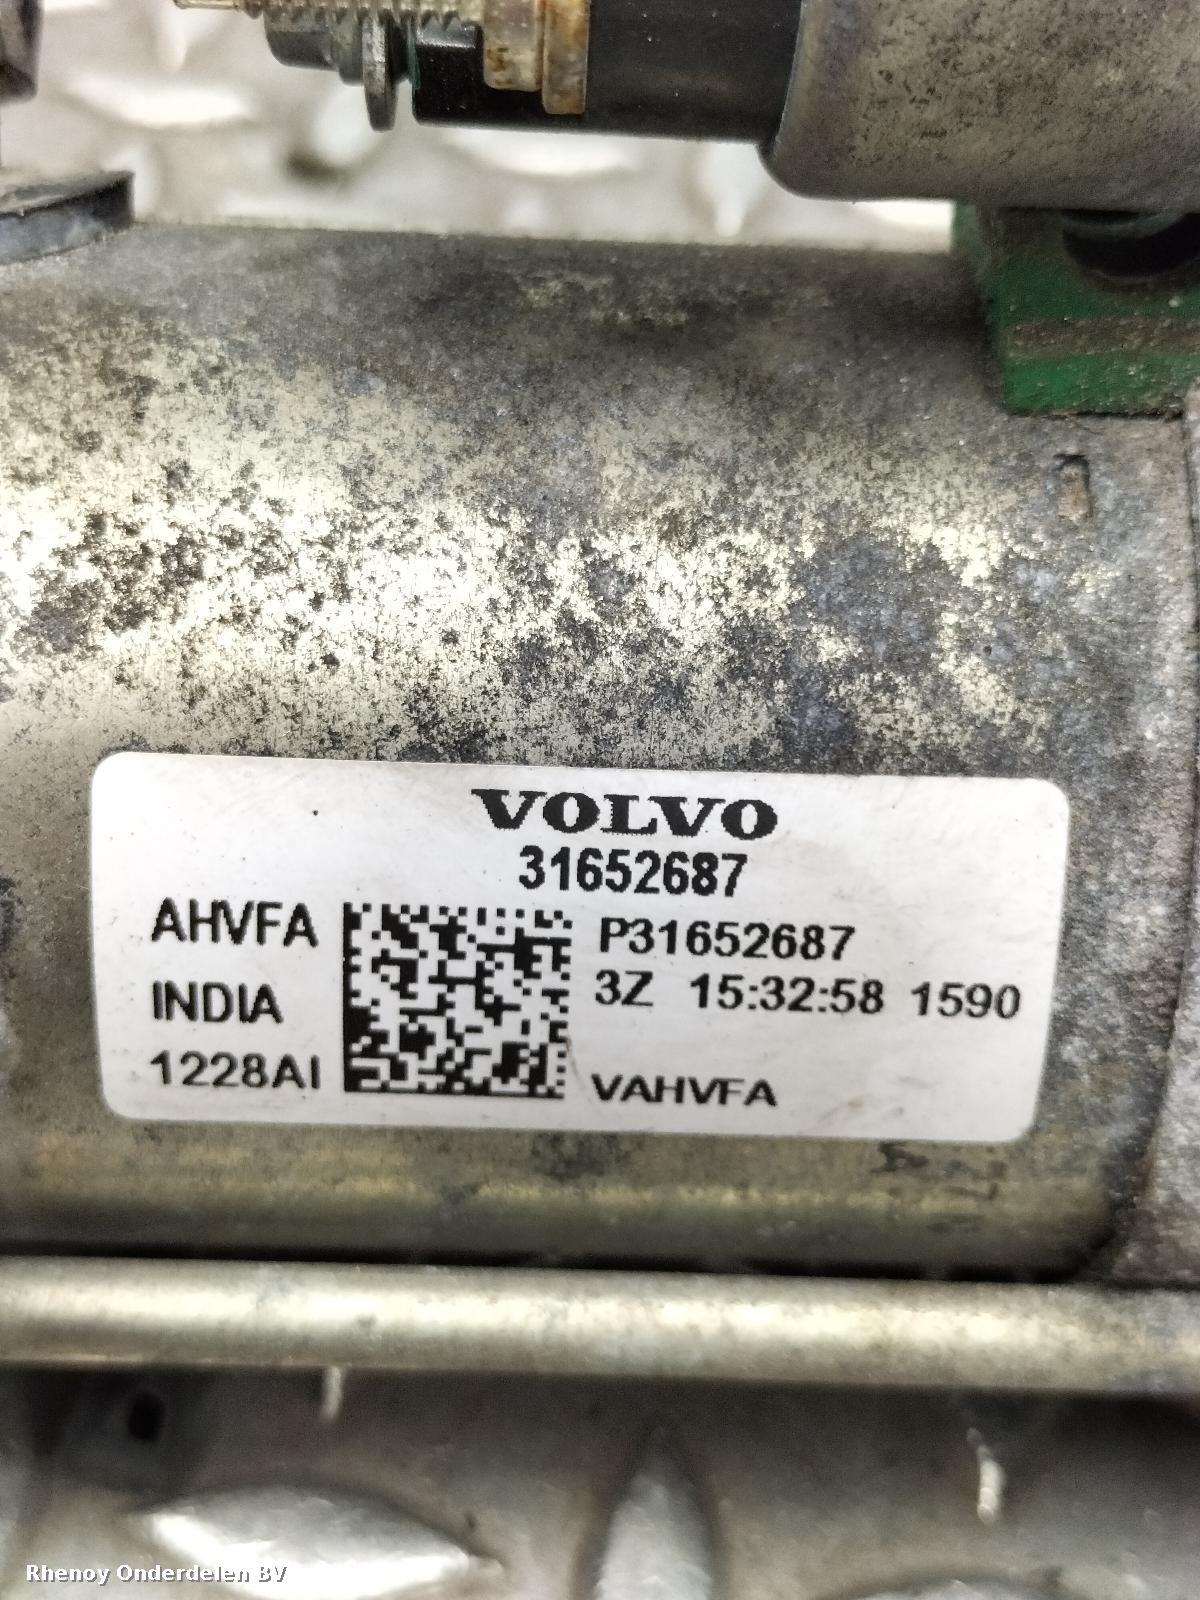 VOLVO
31652687
AHVFA
P31652687
INDIA
3Z 15:32:58 1590
1228AI
VAHVFA
Rhenoy Onderdelen BV